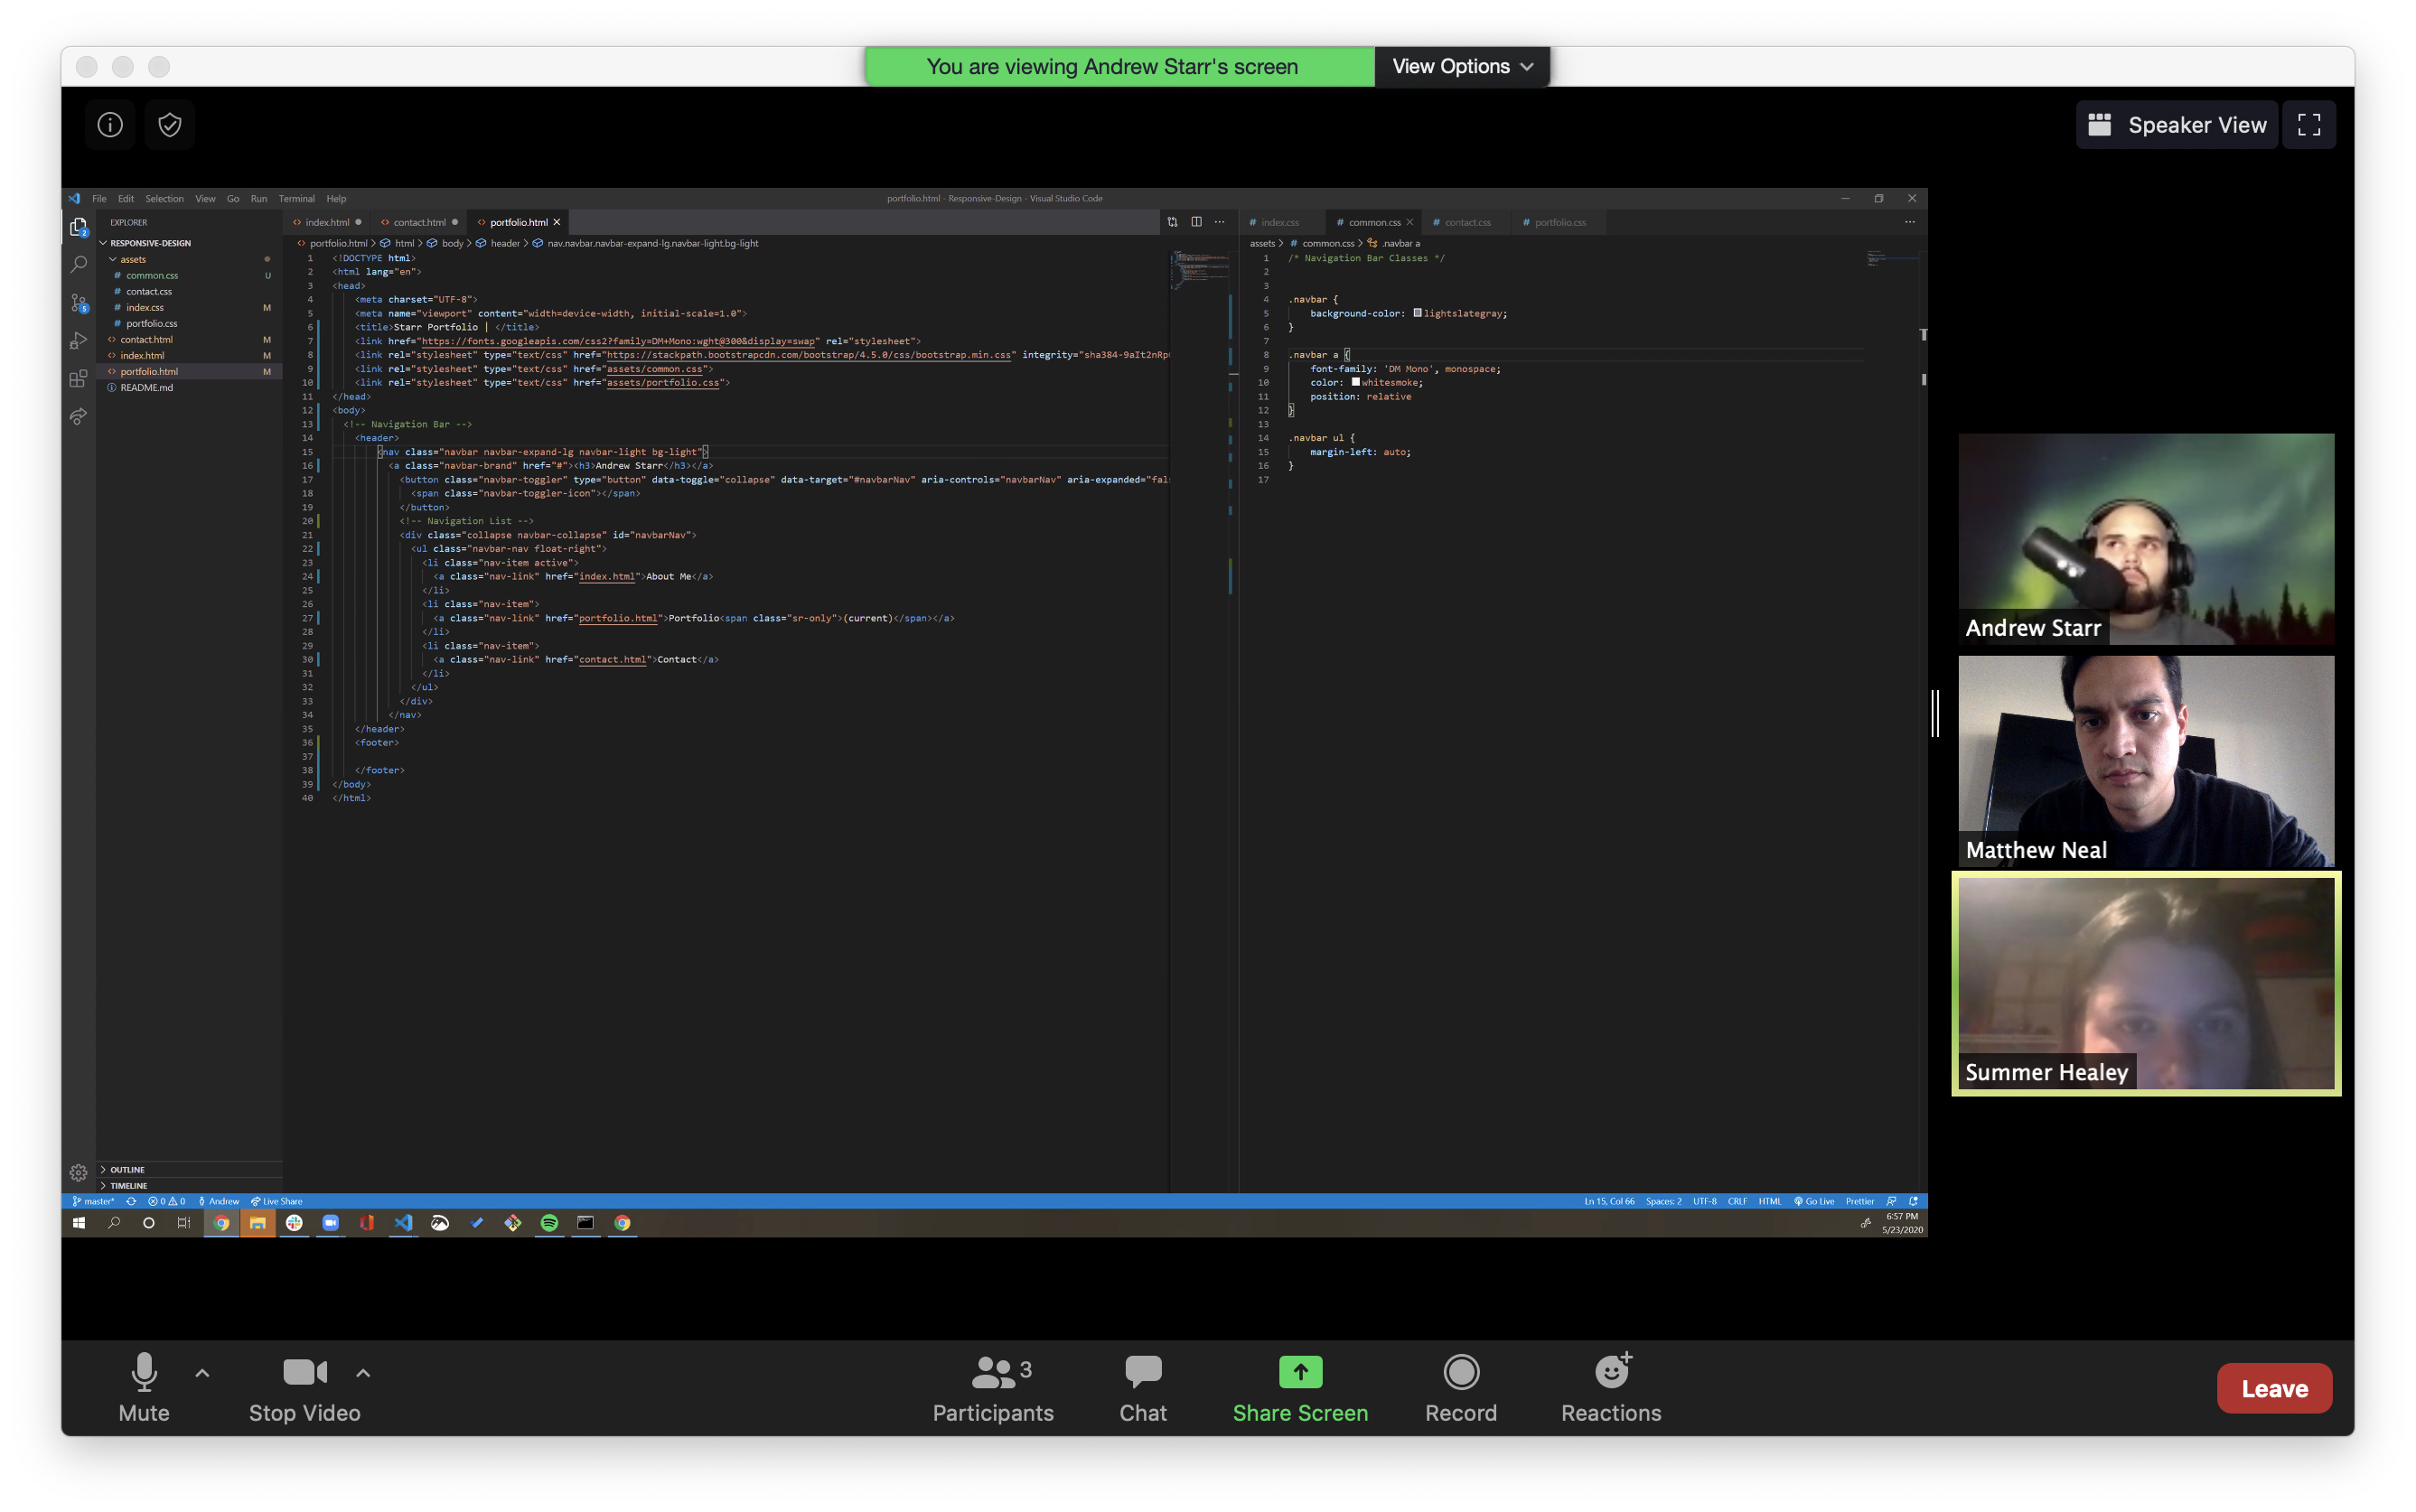 You are viewing Andrew Starr's screen
View Options
Speaker View
File Edit Selection View Go Run Terminal Help
portfolio.html - Responsive-Design - Visual Studio Code
EXPLORER
RESPONSIVE-DESIGN
assets
# common.css U
# contact.css
# index.css M
# portfolio.css
<> contact.html M
<> index.html M
<> portfolio.html M
README.md
OUTLINE
TIMELINE
<> index.html <> contact.html <> portfolio.html
<> portfolio.html > html > body > header > nav.navbar.navbar-expand-lg.navbar-light.bg-light
1 <!DOCTYPE html>
2 <html lang="en">
3 <head>
4 <meta charset="UTF-8">
5 <meta name="viewport" content="width=device-width, initial-scale=1.0">
6 <title>Starr Portfolio | </title>
7 <link href="https://fonts.googleapis.com/css2?family=DM+Mono:wght@300&display=swap" rel="stylesheet">
8 <link rel="stylesheet" type="text/css" href="https://stackpath.bootstrapcdn.com/bootstrap/4.5.0/css/bootstrap.min.css" integrity="sha384-9aIt2nRp
9 <link rel="stylesheet" type="text/css" href="assets/common.css">
10 <link rel="stylesheet" type="text/css" href="assets/portfolio.css">
11 </head>
12 <body>
13 <!-- Navigation Bar -->
14 <header>
15 <nav class="navbar navbar-expand-lg navbar-light bg-light">
16 <a class="navbar-brand" href="#"><h3>Andrew Starr</h3></a>
17 <button class="navbar-toggler" type="button" data-toggle="collapse" data-target="#navbarNav" aria-controls="navbarNav" aria-expanded="fal
18 <span class="navbar-toggler-icon"></span>
19 </button>
20 <!-- Navigation List -->
21 <div class="collapse navbar-collapse" id="navbarNav">
22 <ul class="navbar-nav float-right">
23 <li class="nav-item active">
24 <a class="nav-link" href="index.html">About Me</a>
25 </li>
26 <li class="nav-item">
27 <a class="nav-link" href="portfolio.html">Portfolio<span class="sr-only">(current)</span></a>
28 </li>
29 <li class="nav-item">
30 <a class="nav-link" href="contact.html">Contact</a>
31 </li>
32 </ul>
33 </div>
34 </nav>
35 </header>
36 <footer>
37
38 </footer>
39 </body>
40 </html>
# index.css # common.css # contact.css # portfolio.css
assets > # common.css > .navbar a
1 /* Navigation Bar Classes */
2
3
4 .navbar {
5 background-color: lightslategray;
6 }
7
8 .navbar a {
9 font-family: 'DM Mono', monospace;
10 color: whitesmoke;
11 position: relative
12 }
13
14 .navbar ul {
15 margin-left: auto;
16 }
17
master* 0 0 Andrew Live Share
Ln 15, Col 66 Spaces: 2 UTF-8 CRLF HTML Go Live Prettier
6:57 PM
5/23/2020
Andrew Starr
Matthew Neal
Summer Healey
Mute
Stop Video
3
Participants
Chat
Share Screen
Record
Reactions
Leave